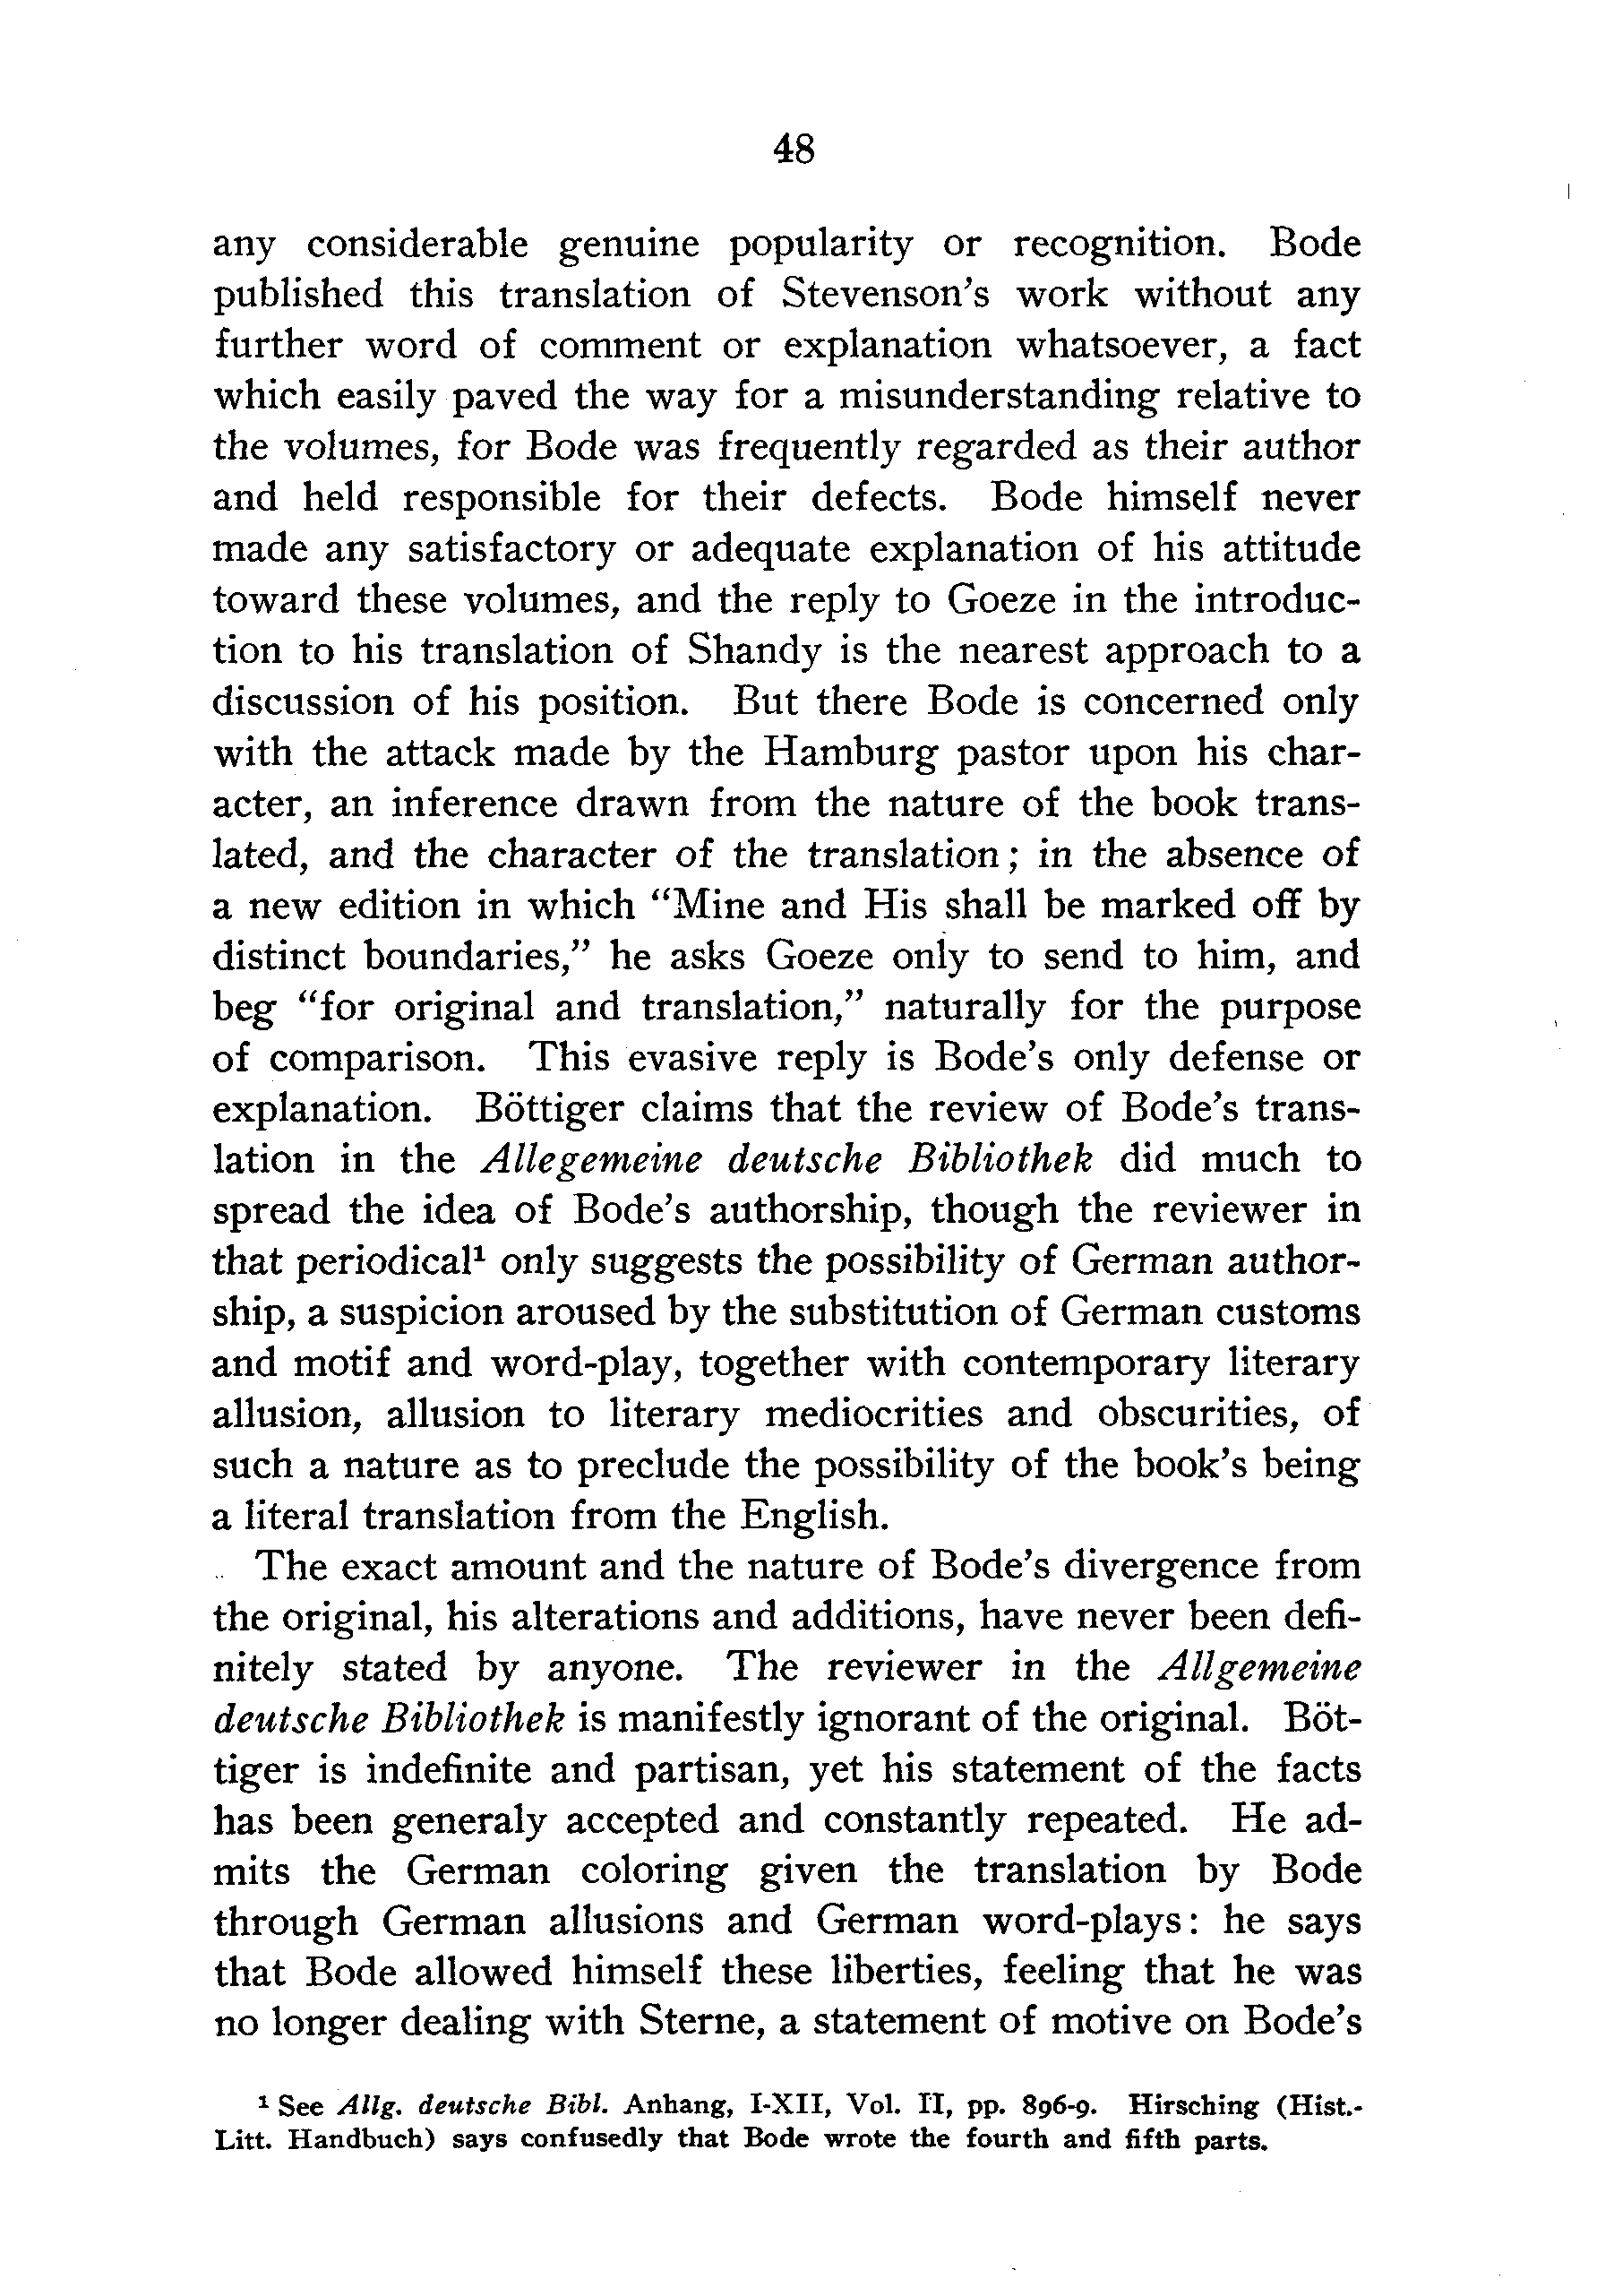 48
any considerable genuine popularity or recognition. Bode
published this translation of Stevenson's work without any
further word of comment or explanation whatsoever, a fact
which easily paved the way for a misunderstanding relative to
the volumes, for Bode was frequently regarded as their author
and held responsible for their defects. Bode himself never
made any satisfactory or adequate explanation of his attitude
toward these volumes, and the reply to Goeze in the introduc-
tion to his translation of Shandy is the nearest approach to a
discussion of his position. But there Bode is concerned only
with the attack made by the Hamburg pastor upon his char-
acter, an inference drawn from the nature of the book trans-
lated, and the character of the translation; in the absence of
a new edition in which “Mine and His shall be marked off by
distinct boundaries,” he asks Goeze only to send to him, and
beg “for original and translation,” naturally for the purpose
of comparison. This evasive reply is Bode's only defense or
explanation. Böttiger claims that the review of Bode's trans-
lation in the Allegemeine deutsche Bibliothek did much to
spread the idea of Bode's authorship, though the reviewer in
that periodical¹ only suggests the possibility of German author-
ship, a suspicion aroused by the substitution of German customs
and motif and word-play, together with contemporary literary
allusion, allusion to literary mediocrities and obscurities, of
such a nature as to preclude the possibility of the book's being
a literal translation from the English.
The exact amount and the nature of Bode's divergence from
the original, his alterations and additions, have never been defi-
nitely stated by anyone. The reviewer in the Allgemeine
deutsche Bibliothek is manifestly ignorant of the original. Böt-
tiger is indefinite and partisan, yet his statement of the facts
has been generaly accepted and constantly repeated. He ad-
mits the German coloring given the translation by Bode
through German allusions and German word-plays: he says
that Bode allowed himself these liberties, feeling that he was
no longer dealing with Sterne, a statement of motive on Bode's
¹ See Allg. deutsche Bibl. Anhang, I-XII, Vol. II, pp. 896-9. Hirsching (Hist.-
Litt. Handbuch) says confusedly that Bode wrote the fourth and fifth parts.